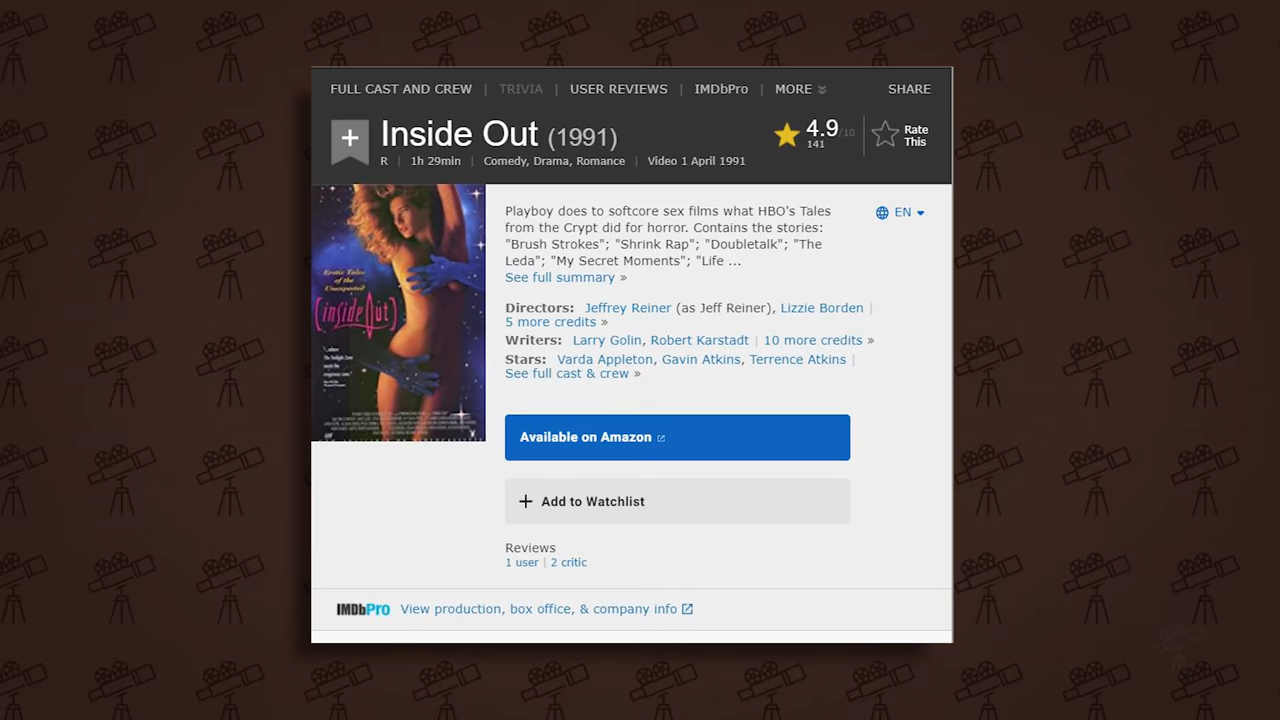 FULL CAST AND CREW | TRIVIA | USER REVIEWS | IMDbPro | MORE SHARE
+ Inside Out (1991)
4.9/10
141
Rate This
R | 1h 29min | Comedy, Drama, Romance | Video 1 April 1991
Erotic Tales
of the
Unexpected
[inside Out]
Playboy does to softcore sex films what HBO's Tales
from the Crypt did for horror. Contains the stories:
"Brush Strokes"; "Shrink Rap"; "Doubletalk"; "The
Leda"; "My Secret Moments"; "Life ...
See full summary »
EN
Directors: Jeffrey Reiner (as Jeff Reiner), Lizzie Borden |
5 more credits »
Writers: Larry Golin, Robert Karstadt | 10 more credits »
Stars: Varda Appleton, Gavin Atkins, Terrence Atkins |
See full cast & crew »
Available on Amazon
+ Add to Watchlist
Reviews
1 user | 2 critic
IMDbPro View production, box office, & company info